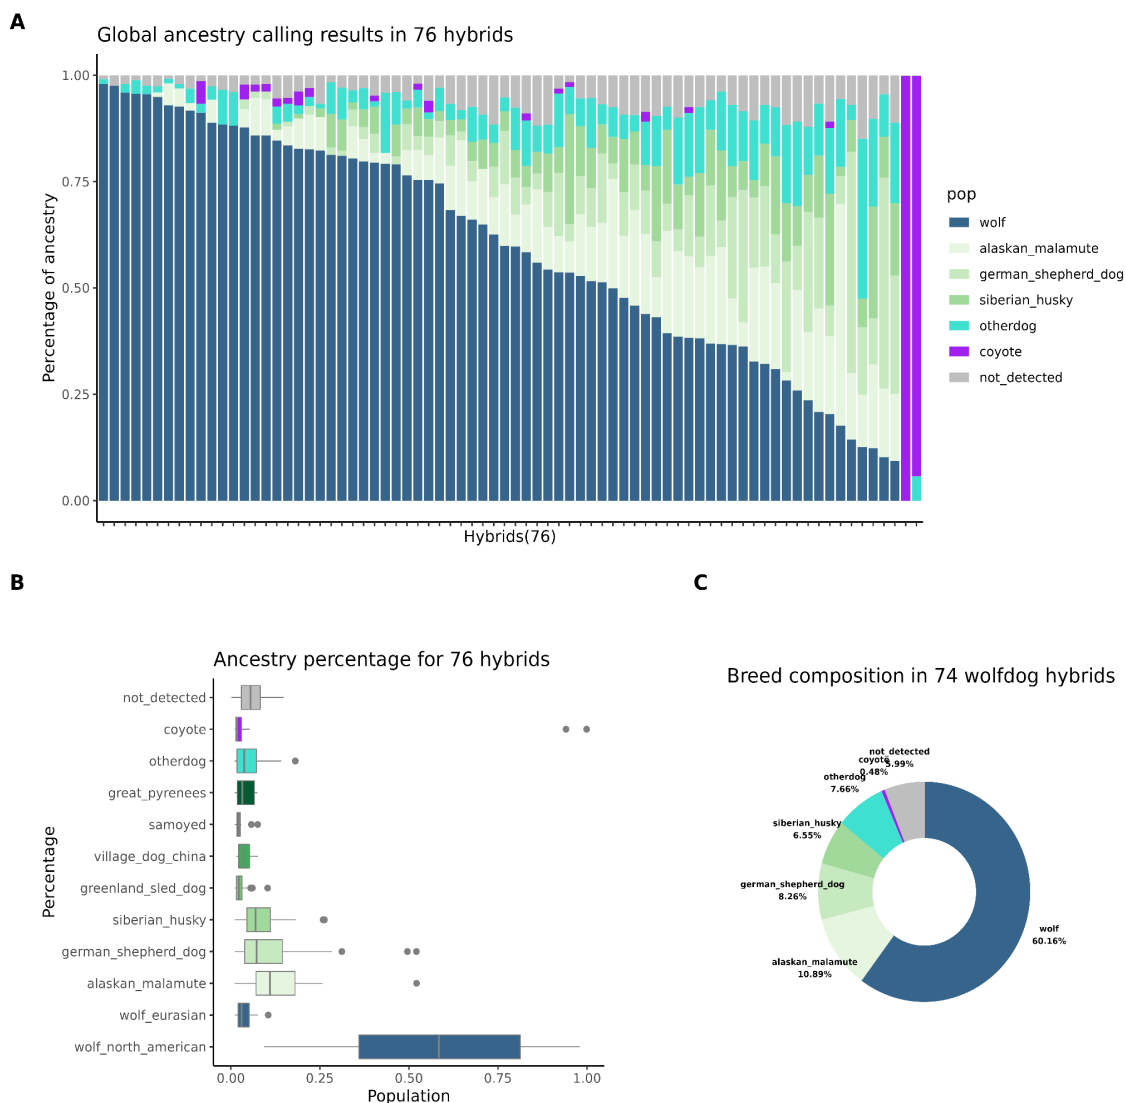 A
Global ancestry calling results in 76 hybrids
1.00
0.75
0.50
0.25
0.00
Percentage of ancestry
Hybrids(76)
pop
wolf
alaskan_malamute
german_shepherd_dog
siberian_husky
otherdog
coyote
not_detected
B
Ancestry percentage for 76 hybrids
not_detected
coyote
otherdog
great_pyrenees
samoyed
village_dog_china
greenland_sled_dog
siberian_husky
german_shepherd_dog
alaskan_malamute
wolf_eurasian
wolf_north_american
Percentage
0.00 0.25 0.50 0.75 1.00
Population
C
Breed composition in 74 wolfdog hybrids
not_detected
5.99%
coyote
0.48%
otherdog
7.66%
siberian_husky
6.55%
german_shepherd_dog
8.26%
alaskan_malamute
10.89%
wolf
60.16%